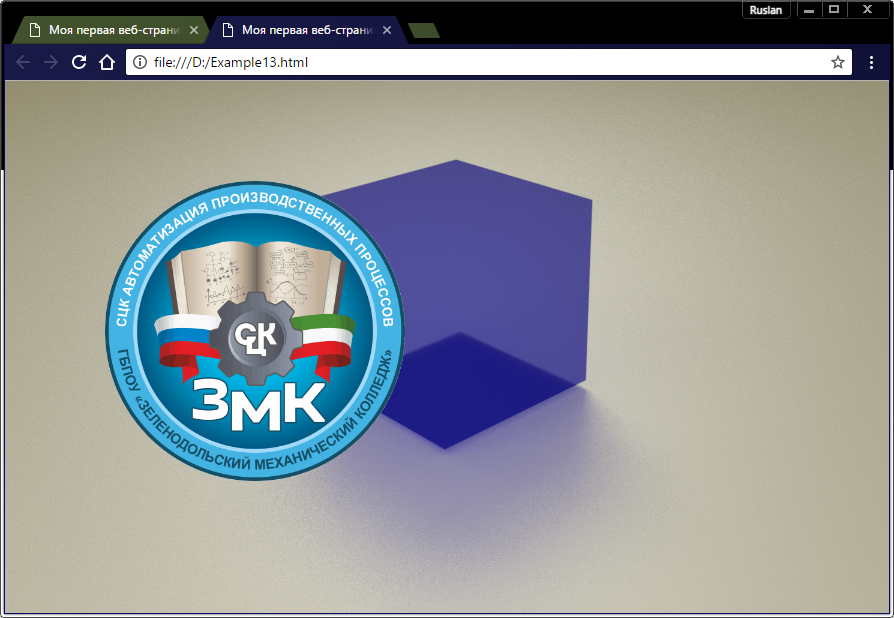 Ruslan
Моя первая веб-страни
Моя первая веб-страни
file:///D:/Example13.html
СЦК АВТОМАТИЗАЦИЯ ПРОИЗВОДСТВЕННЫХ ПРОЦЕССОВ
СЦК
ЗМК
ГБПОУ «ЗЕЛЕНОДОЛЬСКИЙ МЕХАНИЧЕСКИЙ КОЛЛЕДЖ»